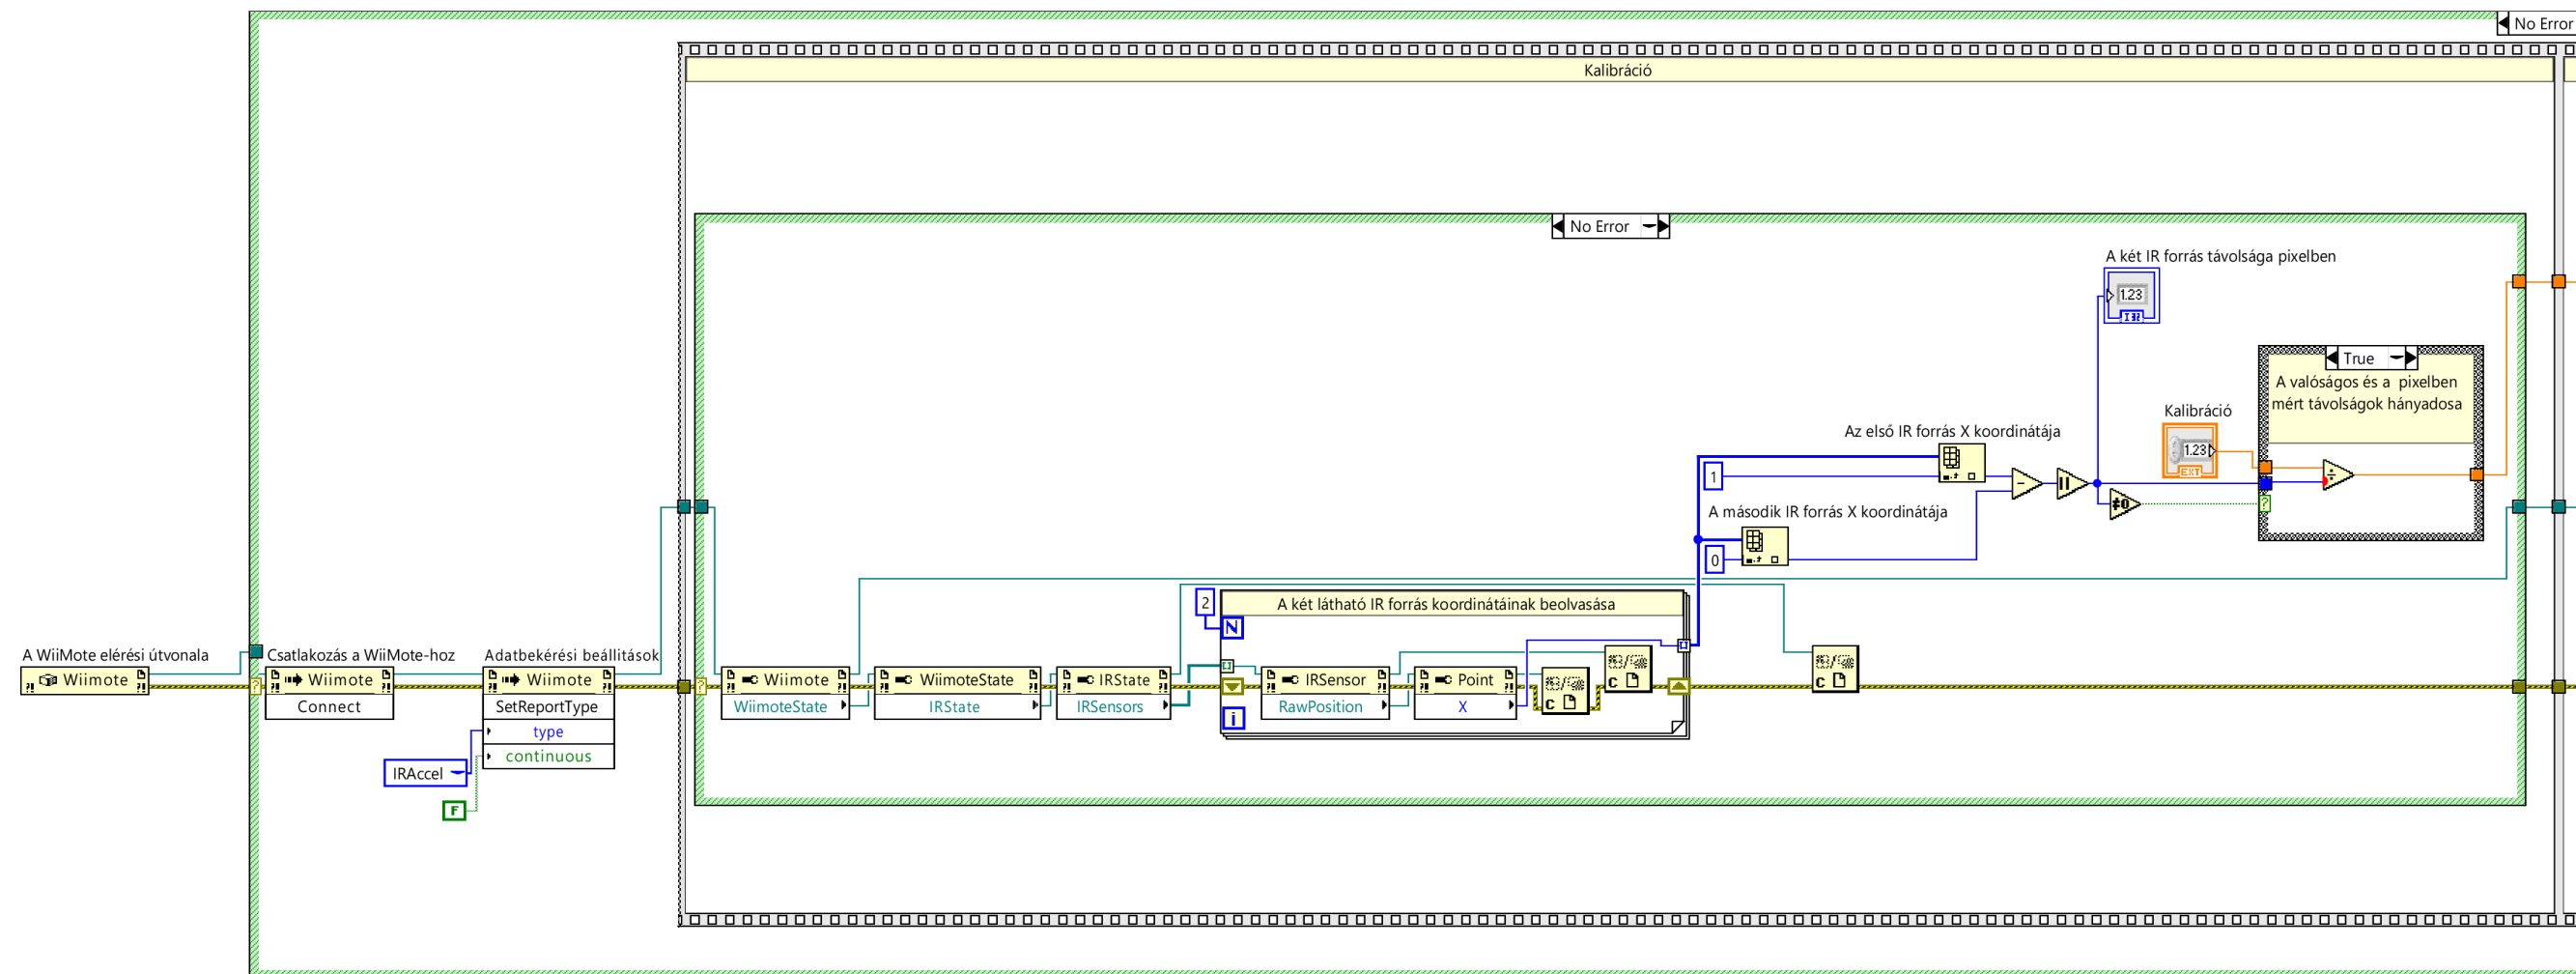 No Error
Kalibráció
No Error
A két IR forrás távolsága pixelben
1.23
I32
True
A valóságos és a pixelben
mért távolságok hányadosa
Kalibráció
1.23
EXT
Az első IR forrás X koordinátája
1
A második IR forrás X koordinátája
0
2
A két látható IR forrás koordinátáinak beolvasása
N
A WiiMote elérési útvonala
Csatlakozás a WiiMote-hoz
Adatbekérési beállitások
Wiimote
Wiimote
Connect
Wiimote
SetReportType
type
continuous
IRAccel
F
Wiimote
WiimoteState
WiimoteState
IRState
IRState
IRSensors
i
IRSensor
RawPosition
Point
X
C
C
C